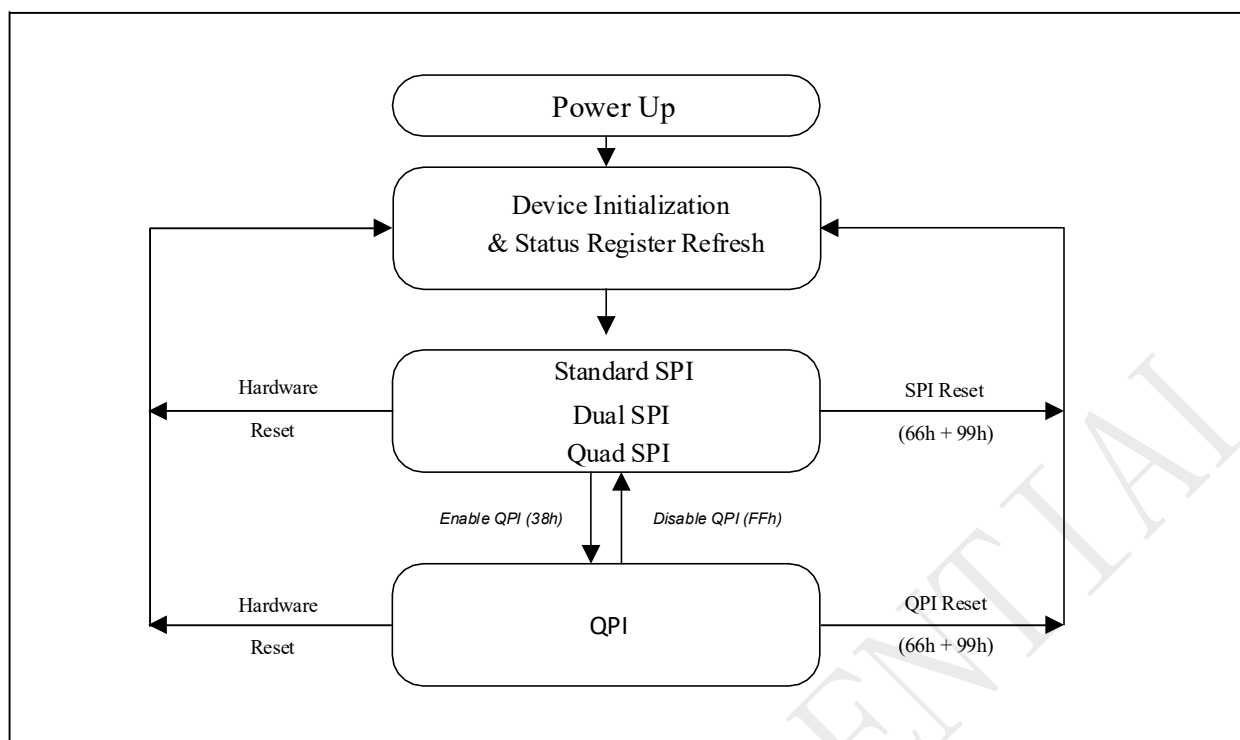 Power Up
Device Initialization
& Status Register Refresh
Standard SPI
Dual SPI
Quad SPI
Hardware
Reset
SPI Reset
(66h + 99h)
Enable QPI (38h)
Disable QPI (FFh)
QPI
Hardware
Reset
QPI Reset
(66h + 99h)
ENTIAL